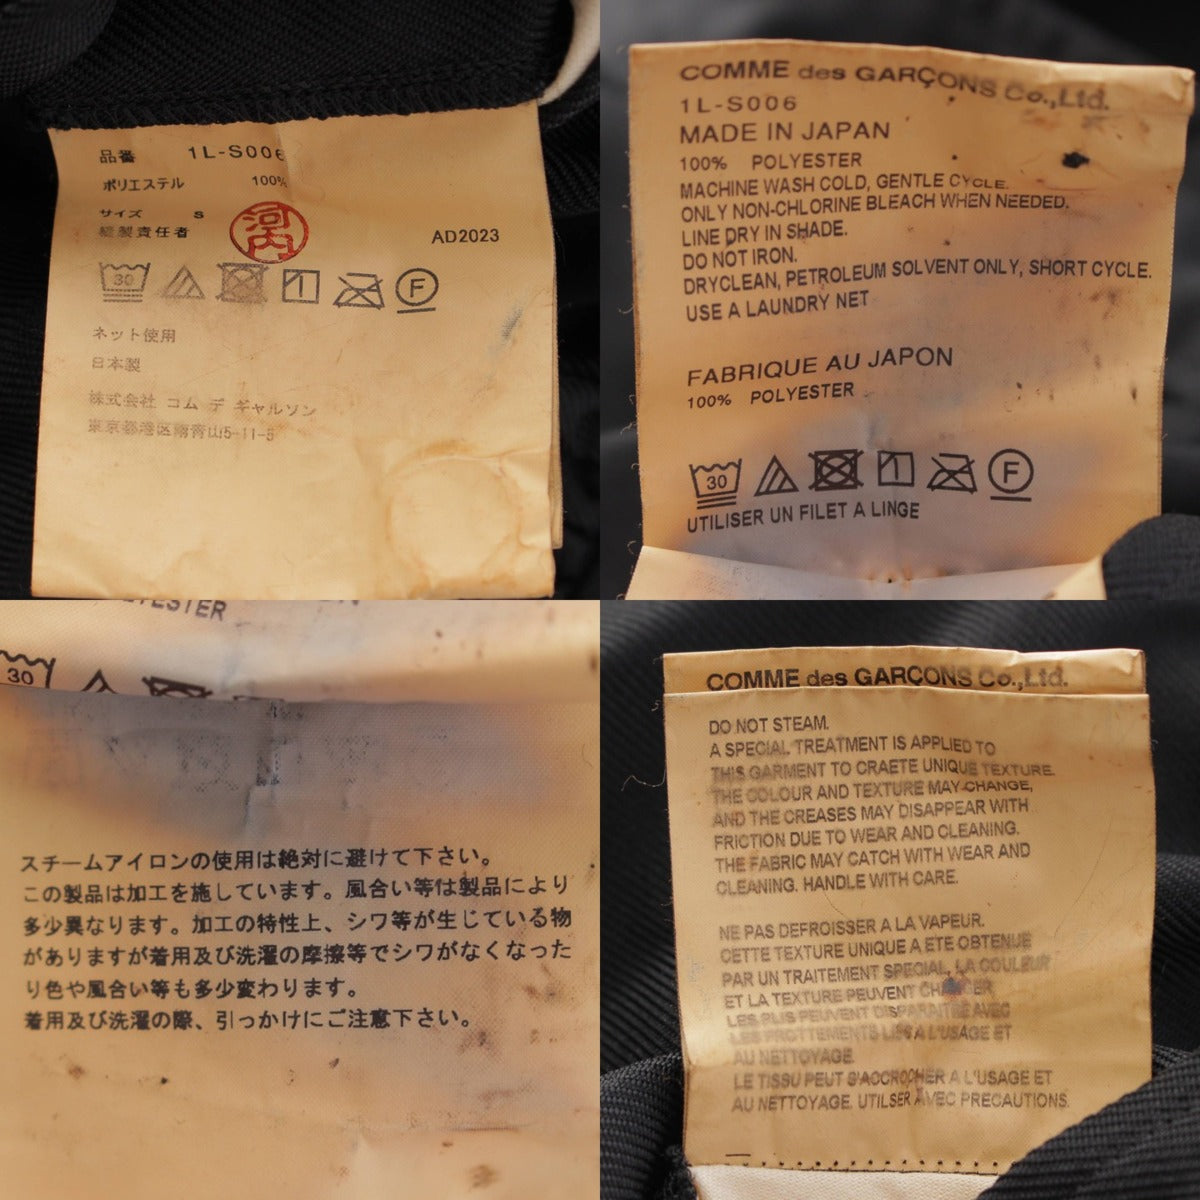 品番 1L-S006
ポリエステル 100%
サイズ S
縫製責任者 河内
AD2023
30 1 F
ネット使用
日本製
株式会社 コム デ ギャルソン
東京都港区南青山5-11-5
COMME des GARÇONS Co.,Ltd.
1L-S006
MADE IN JAPAN
100% POLYESTER
MACHINE WASH COLD, GENTLE CYCLE.
ONLY NON-CHLORINE BLEACH WHEN NEEDED.
LINE DRY IN SHADE.
DO NOT IRON.
DRYCLEAN, PETROLEUM SOLVENT ONLY, SHORT CYCLE.
USE A LAUNDRY NET
FABRIQUE AU JAPON
100% POLYESTER
30 1 F
UTILISER UN FILET A LINGE
YESTER
30
スチームアイロンの使用は絶対に避けて下さい。
この製品は加工を施しています。風合い等は製品により
多少異なります。加工の特性上、シワ等が生じている物
がありますが着用及び洗濯の摩擦等でシワがなくなった
り色や風合い等も多少変わります。
着用及び洗濯の際、引っかけにご注意下さい。
COMME des GARÇONS Co.,Ltd.
DO NOT STEAM.
A SPECIAL TREATMENT IS APPLIED TO
THIS GARMENT TO CRAETE UNIQUE TEXTURE.
THE COLOUR AND TEXTURE MAY CHANGE,
AND THE CREASES MAY DISAPPEAR WITH
FRICTION DUE TO WEAR AND CLEANING.
THE FABRIC MAY CATCH WITH WEAR AND
CLEANING. HANDLE WITH CARE.
NE PAS DEFROISSER A LA VAPEUR.
CETTE TEXTURE UNIQUE A ETE OBTENUE
PAR UN TRAITEMENT SPECIAL, LA COULEUR
ET LA TEXTURE PEUVENT CHANGER
LES PLIS PEUVENT DISPARAITRE AVEC
LES FROTTEMENTS LIES A L'USAGE ET
AU NETTOYAGE.
LE TISSU PEUT S'ACCROCHER A L'USAGE ET
AU NETTOYAGE. UTILSER AVEC PRECAUTIONS.